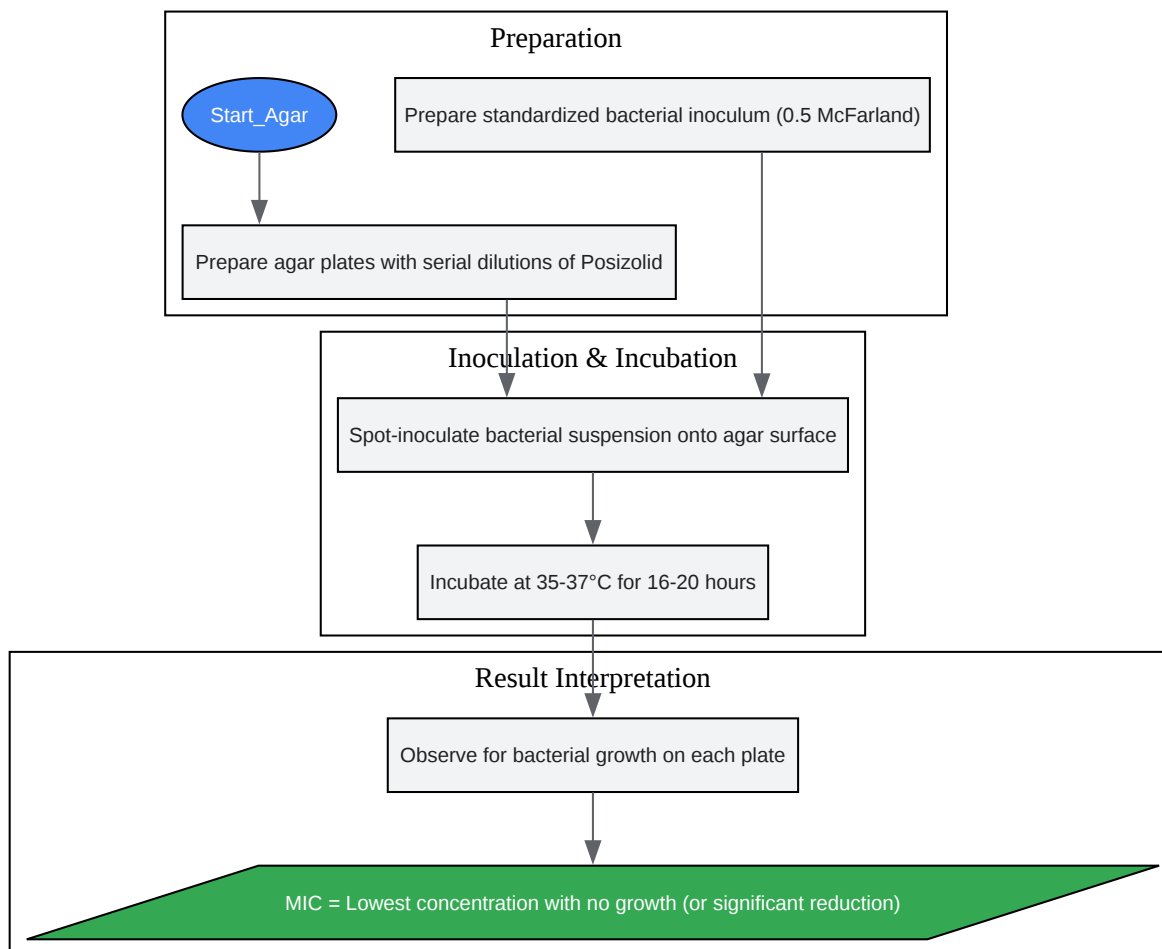 Preparation
Start_Agar
Prepare standardized bacterial inoculum (0.5 McFarland)
Prepare agar plates with serial dilutions of Posizolid
Inoculation & Incubation
Spot-inoculate bacterial suspension onto agar surface
Incubate at 35-37°C for 16-20 hours
Result Interpretation
Observe for bacterial growth on each plate
MIC = Lowest concentration with no growth (or significant reduction)